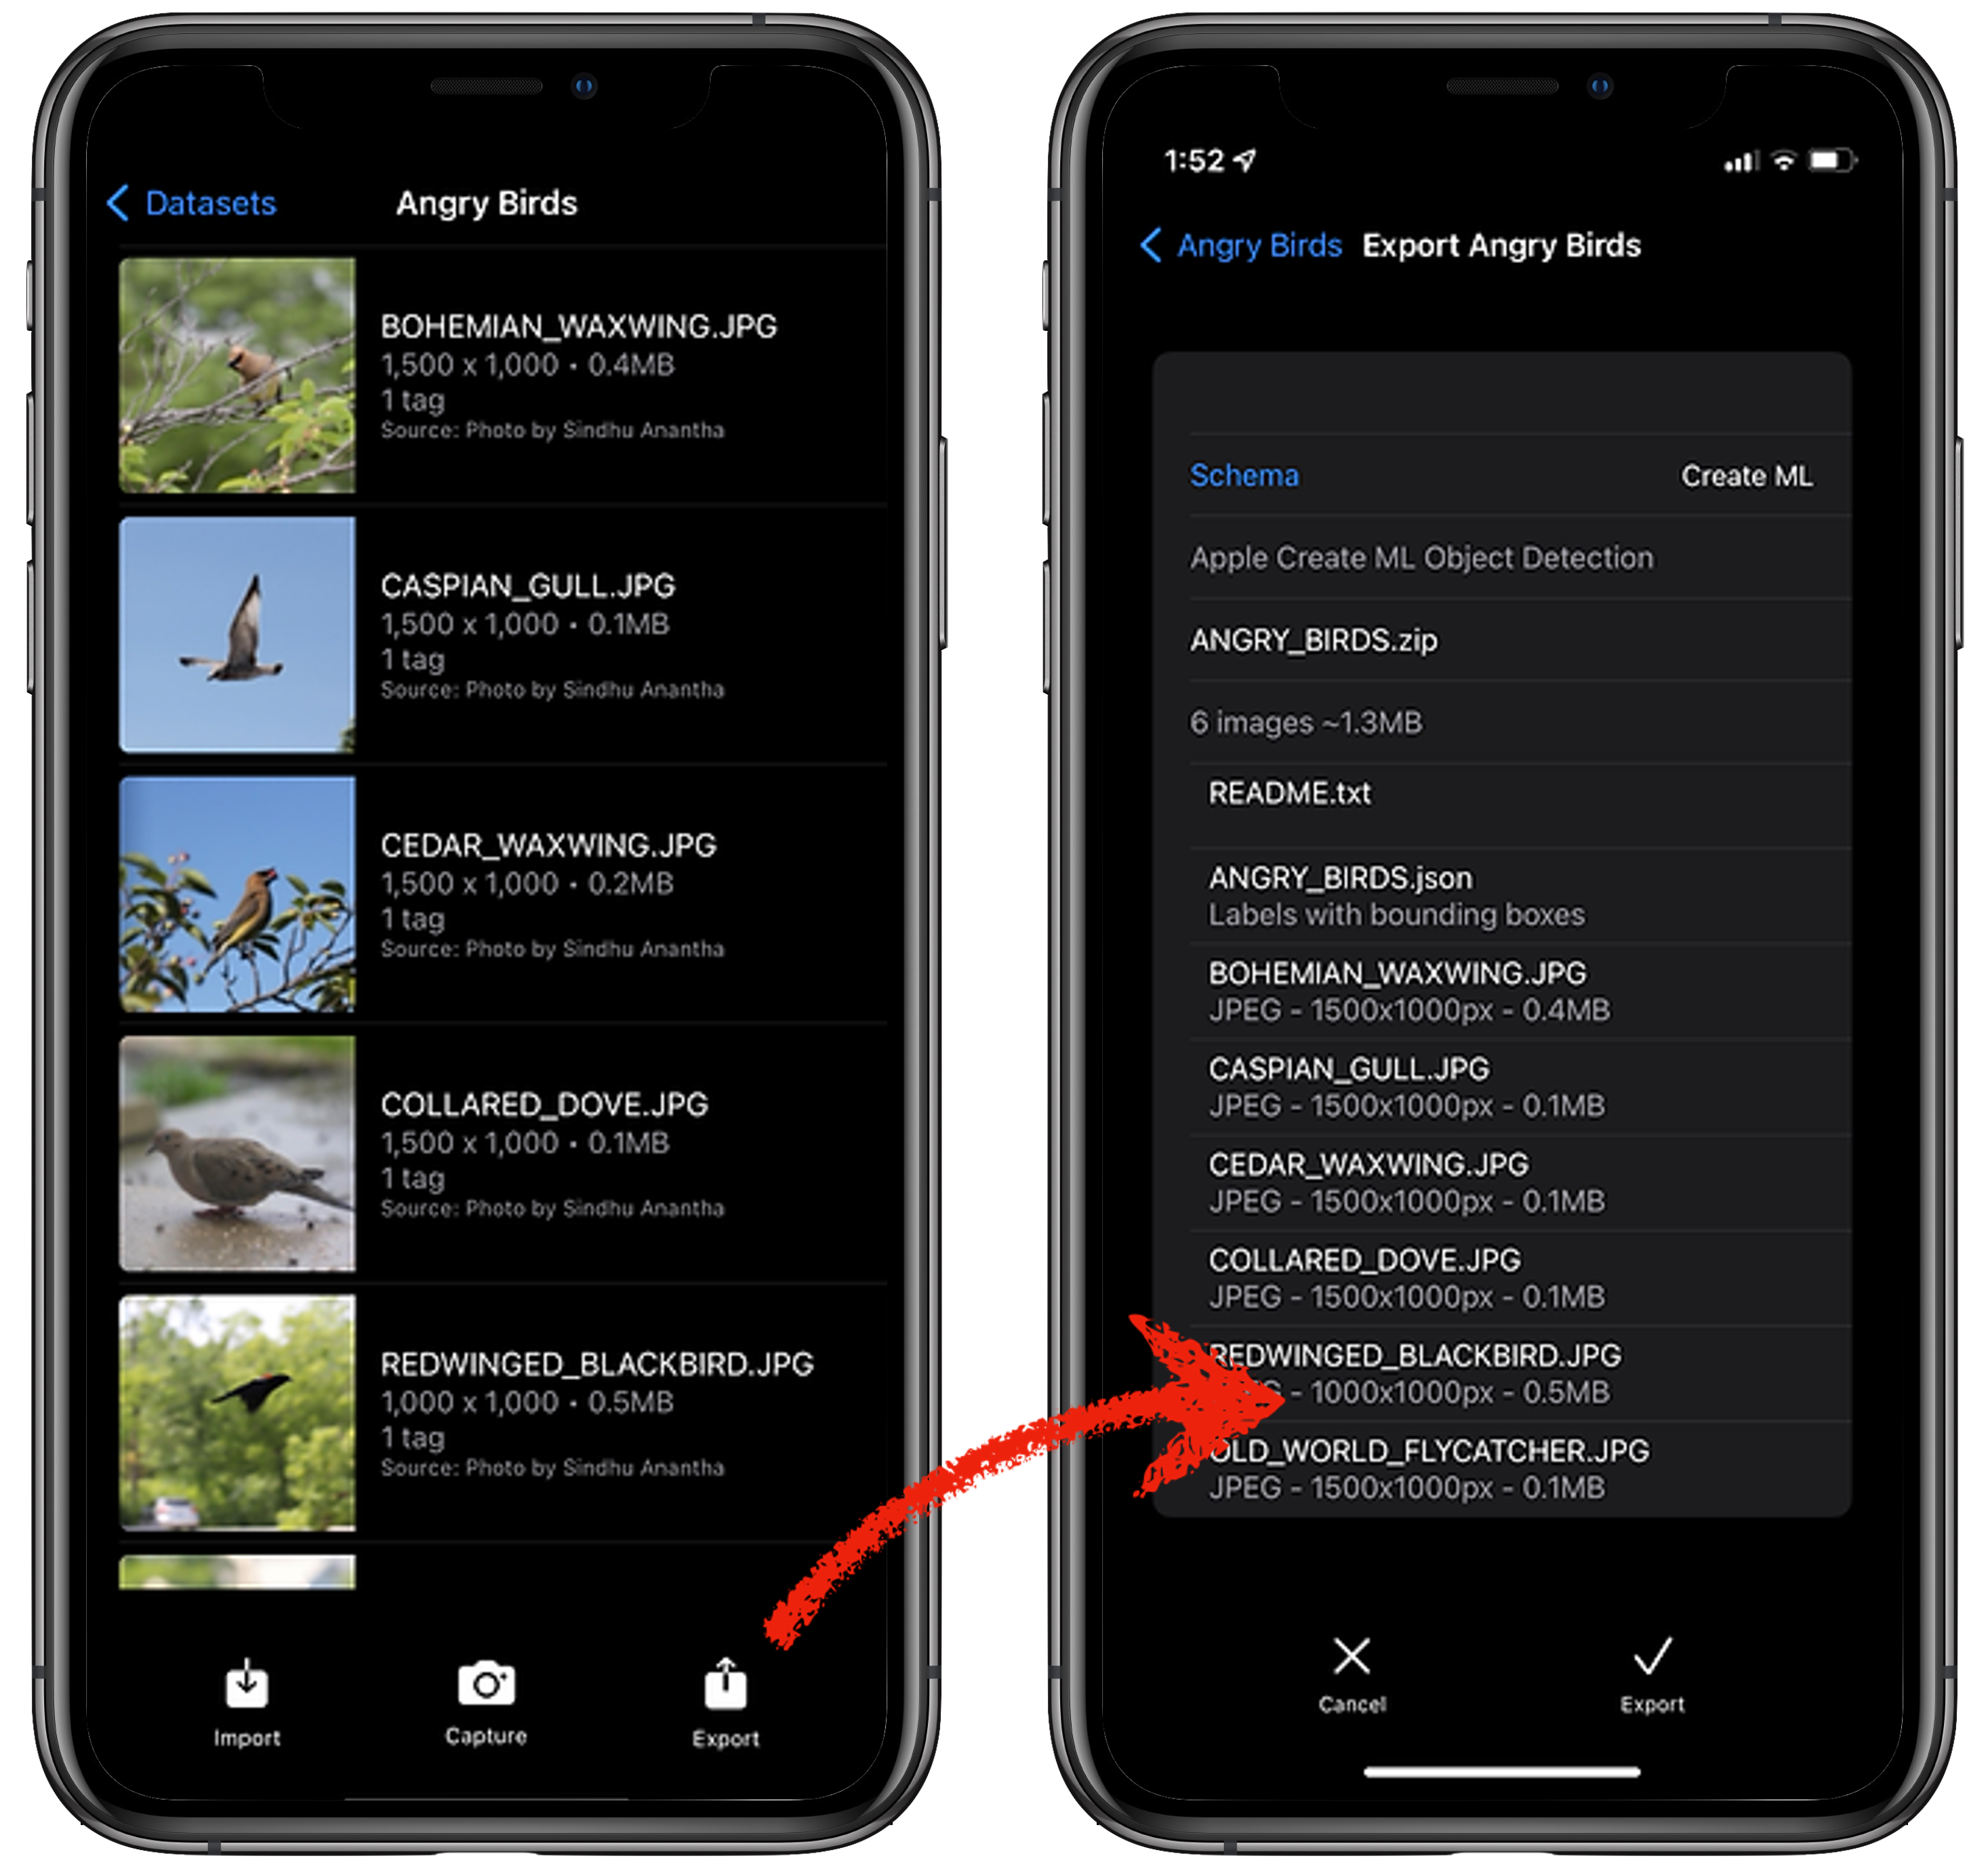 Datasets
Angry Birds
BOHEMIAN_WAXWING.JPG
1,500 x 1,000 • 0.4MB
1 tag
Source: Photo by Sindhu Anantha
CASPIAN_GULL.JPG
1,500 x 1,000 • 0.1MB
1 tag
Source: Photo by Sindhu Anantha
CEDAR_WAXWING.JPG
1,500 x 1,000 • 0.2MB
1 tag
Source: Photo by Sindhu Anantha
COLLARED_DOVE.JPG
1,500 x 1,000 • 0.1MB
1 tag
Source: Photo by Sindhu Anantha
REDWINGED_BLACKBIRD.JPG
1,000 x 1,000 • 0.5MB
1 tag
Source: Photo by Sindhu Anantha
Import
Capture
Export
1:52
Angry Birds
Export Angry Birds
Schema
Create ML
Apple Create ML Object Detection
ANGRY_BIRDS.zip
6 images ~1.3MB
README.txt
ANGRY_BIRDS.json
Labels with bounding boxes
BOHEMIAN_WAXWING.JPG
JPEG - 1500x1000px - 0.4MB
CASPIAN_GULL.JPG
JPEG - 1500x1000px - 0.1MB
CEDAR_WAXWING.JPG
JPEG - 1500x1000px - 0.1MB
COLLARED_DOVE.JPG
JPEG - 1500x1000px - 0.1MB
REDWINGED_BLACKBIRD.JPG
- 1000x1000px - 0.5MB
OLD_WORLD_FLYCATCHER.JPG
JPEG - 1500x1000px - 0.1MB
Cancel
Export